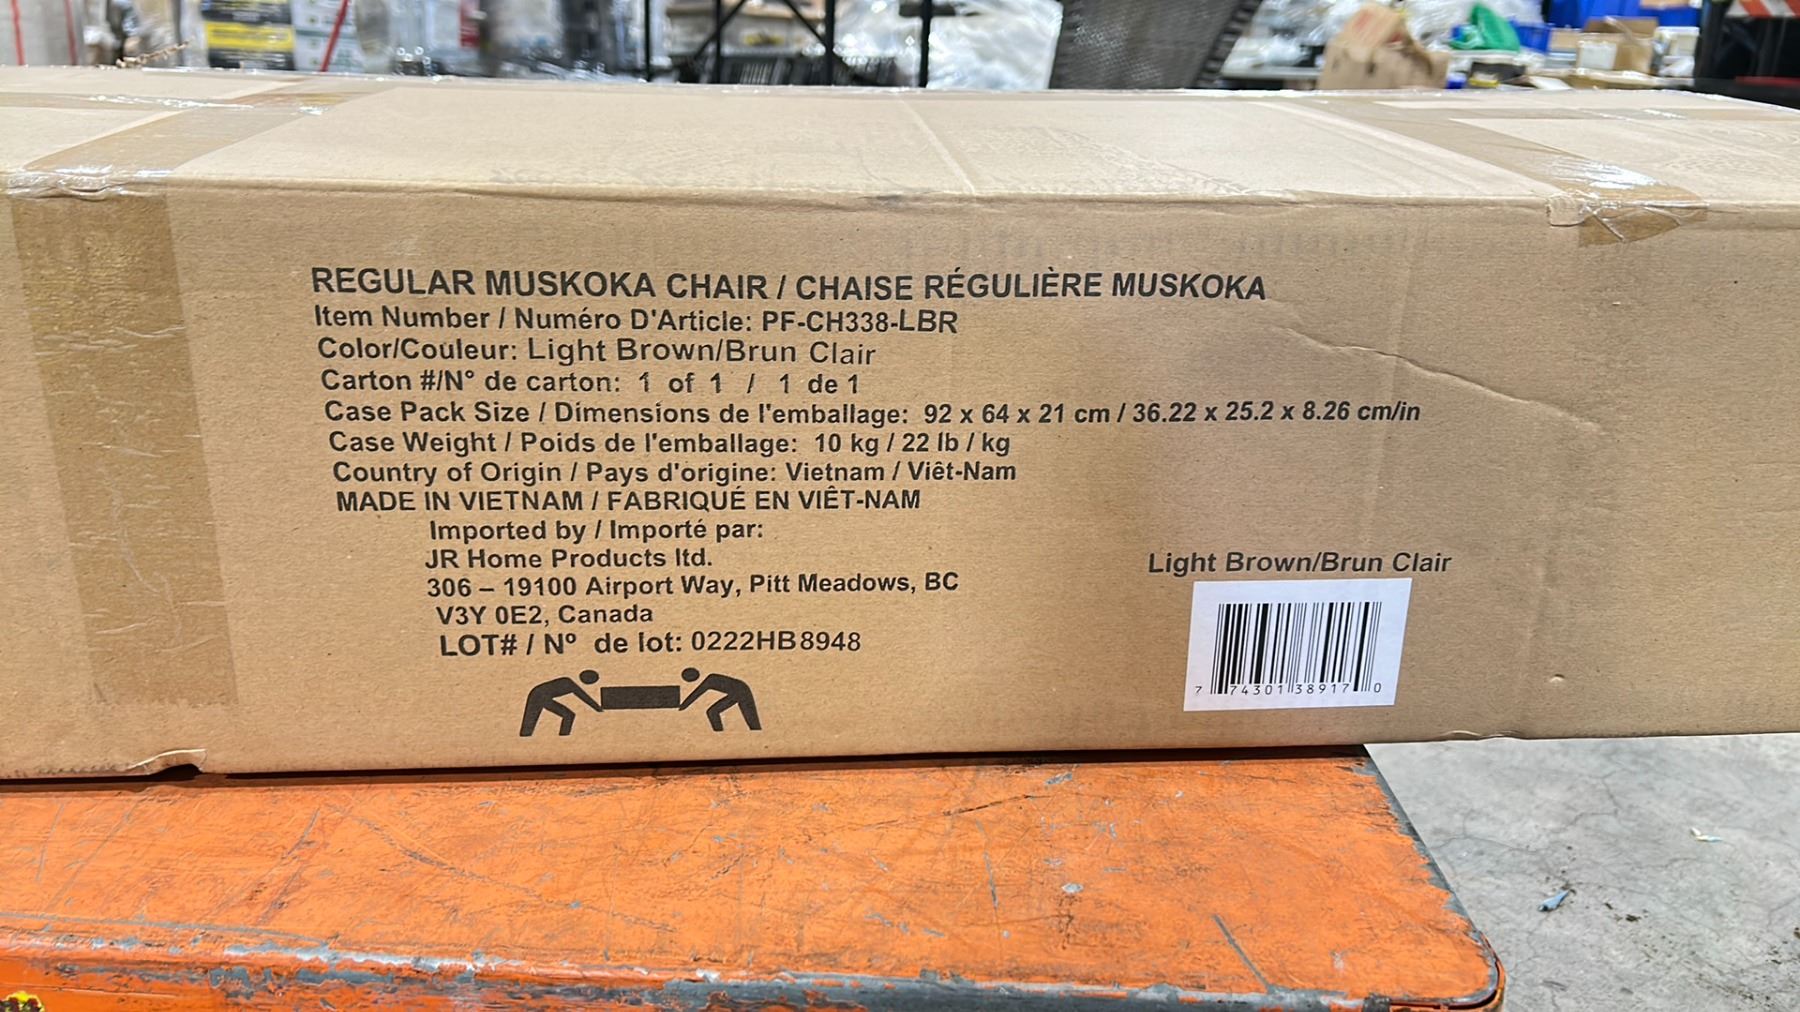 REGULAR MUSKOKA CHAIR / CHAISE RÉGULIÈRE MUSKOKA
Item Number / Numéro D'Article: PF-CH338-LBR
Color/Couleur: Light Brown/Brun Clair
Carton #/N° de carton: 1 of 1 / 1 de 1
Case Pack Size / Dimensions de l'emballage: 92 x 64 x 21 cm / 36.22 x 25.2 x 8.26 cm/in
Case Weight / Poids de l'emballage: 10 kg / 22 lb / kg
Country of Origin / Pays d'origine: Vietnam / Viêt-Nam
MADE IN VIETNAM / FABRIQUÉ EN VIÊT-NAM
Imported by / Importé par:
JR Home Products ltd.
306 – 19100 Airport Way, Pitt Meadows, BC
V3Y 0E2, Canada
LOT# / Nº de lot: 0222HB8948
Light Brown/Brun Clair
7 74301 38917 0